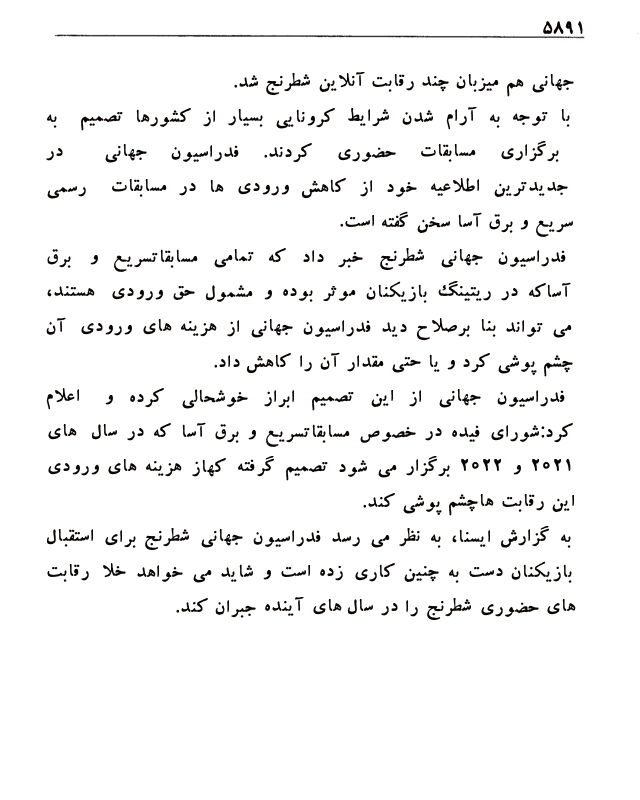 ۵۸۹۱
جهانی هم میزبان چند رقابت آنلاین شطرنج شد.
با توجه به آرام شدن شرایط کرونایی بسیار از کشورها تصمیم به
برگزاری مسابقات حضوری کردند. فدراسیون جهانی در
جدیدترین اطلاعیه خود از کاهش ورودی ها در مسابقات رسمی
سریع و برق آسا سخن گفته است.
فدراسیون جهانی شطرنج خبر داد که تمامی مسابقاتسریع و برق
آساکه در ریتینگ بازیکنان موثر بوده و مشمول حق ورودی هستند،
می تواند بنا برصلاح دید فدراسیون جهانی از هزینه های ورودی آن
چشم پوشی کرد و یا حتی مقدار آن را کاهش داد.
فدراسیون جهانی از این تصمیم ابراز خوشحالی کرده و اعلام
کرد:شورای فیده در خصوص مسابقاتسریع و برق آسا که در سال های
۲۰۲۱ و ۲۰۲۲ برگزار می شود تصمیم گرفته کهاز هزینه های ورودی
این رقابت هاچشم پوشی کند.
به گزارش ایسنا، به نظر می رسد فدراسیون جهانی شطرنج برای استقبال
بازیکنان دست به چنین کاری زده است و شاید می خواهد خلا رقابت
های حضوری شطرنج را در سال های آینده جبران کند.